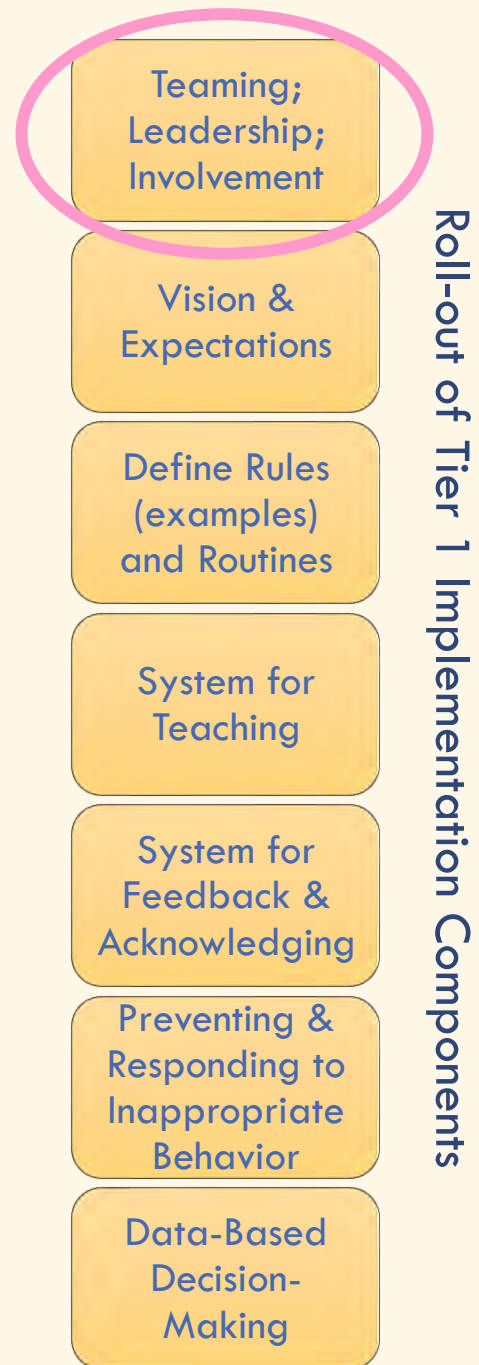 Teaming;
Leadership;
Involvement
Vision &
Expectations
Define Rules
(examples)
and Routines
System for
Teaching
System for
Feedback &
Acknowledging
Preventing &
Responding to
Inappropriate
Behavior
Data-Based
Decision-
Making
Roll-out of Tier 1 Implementation Components